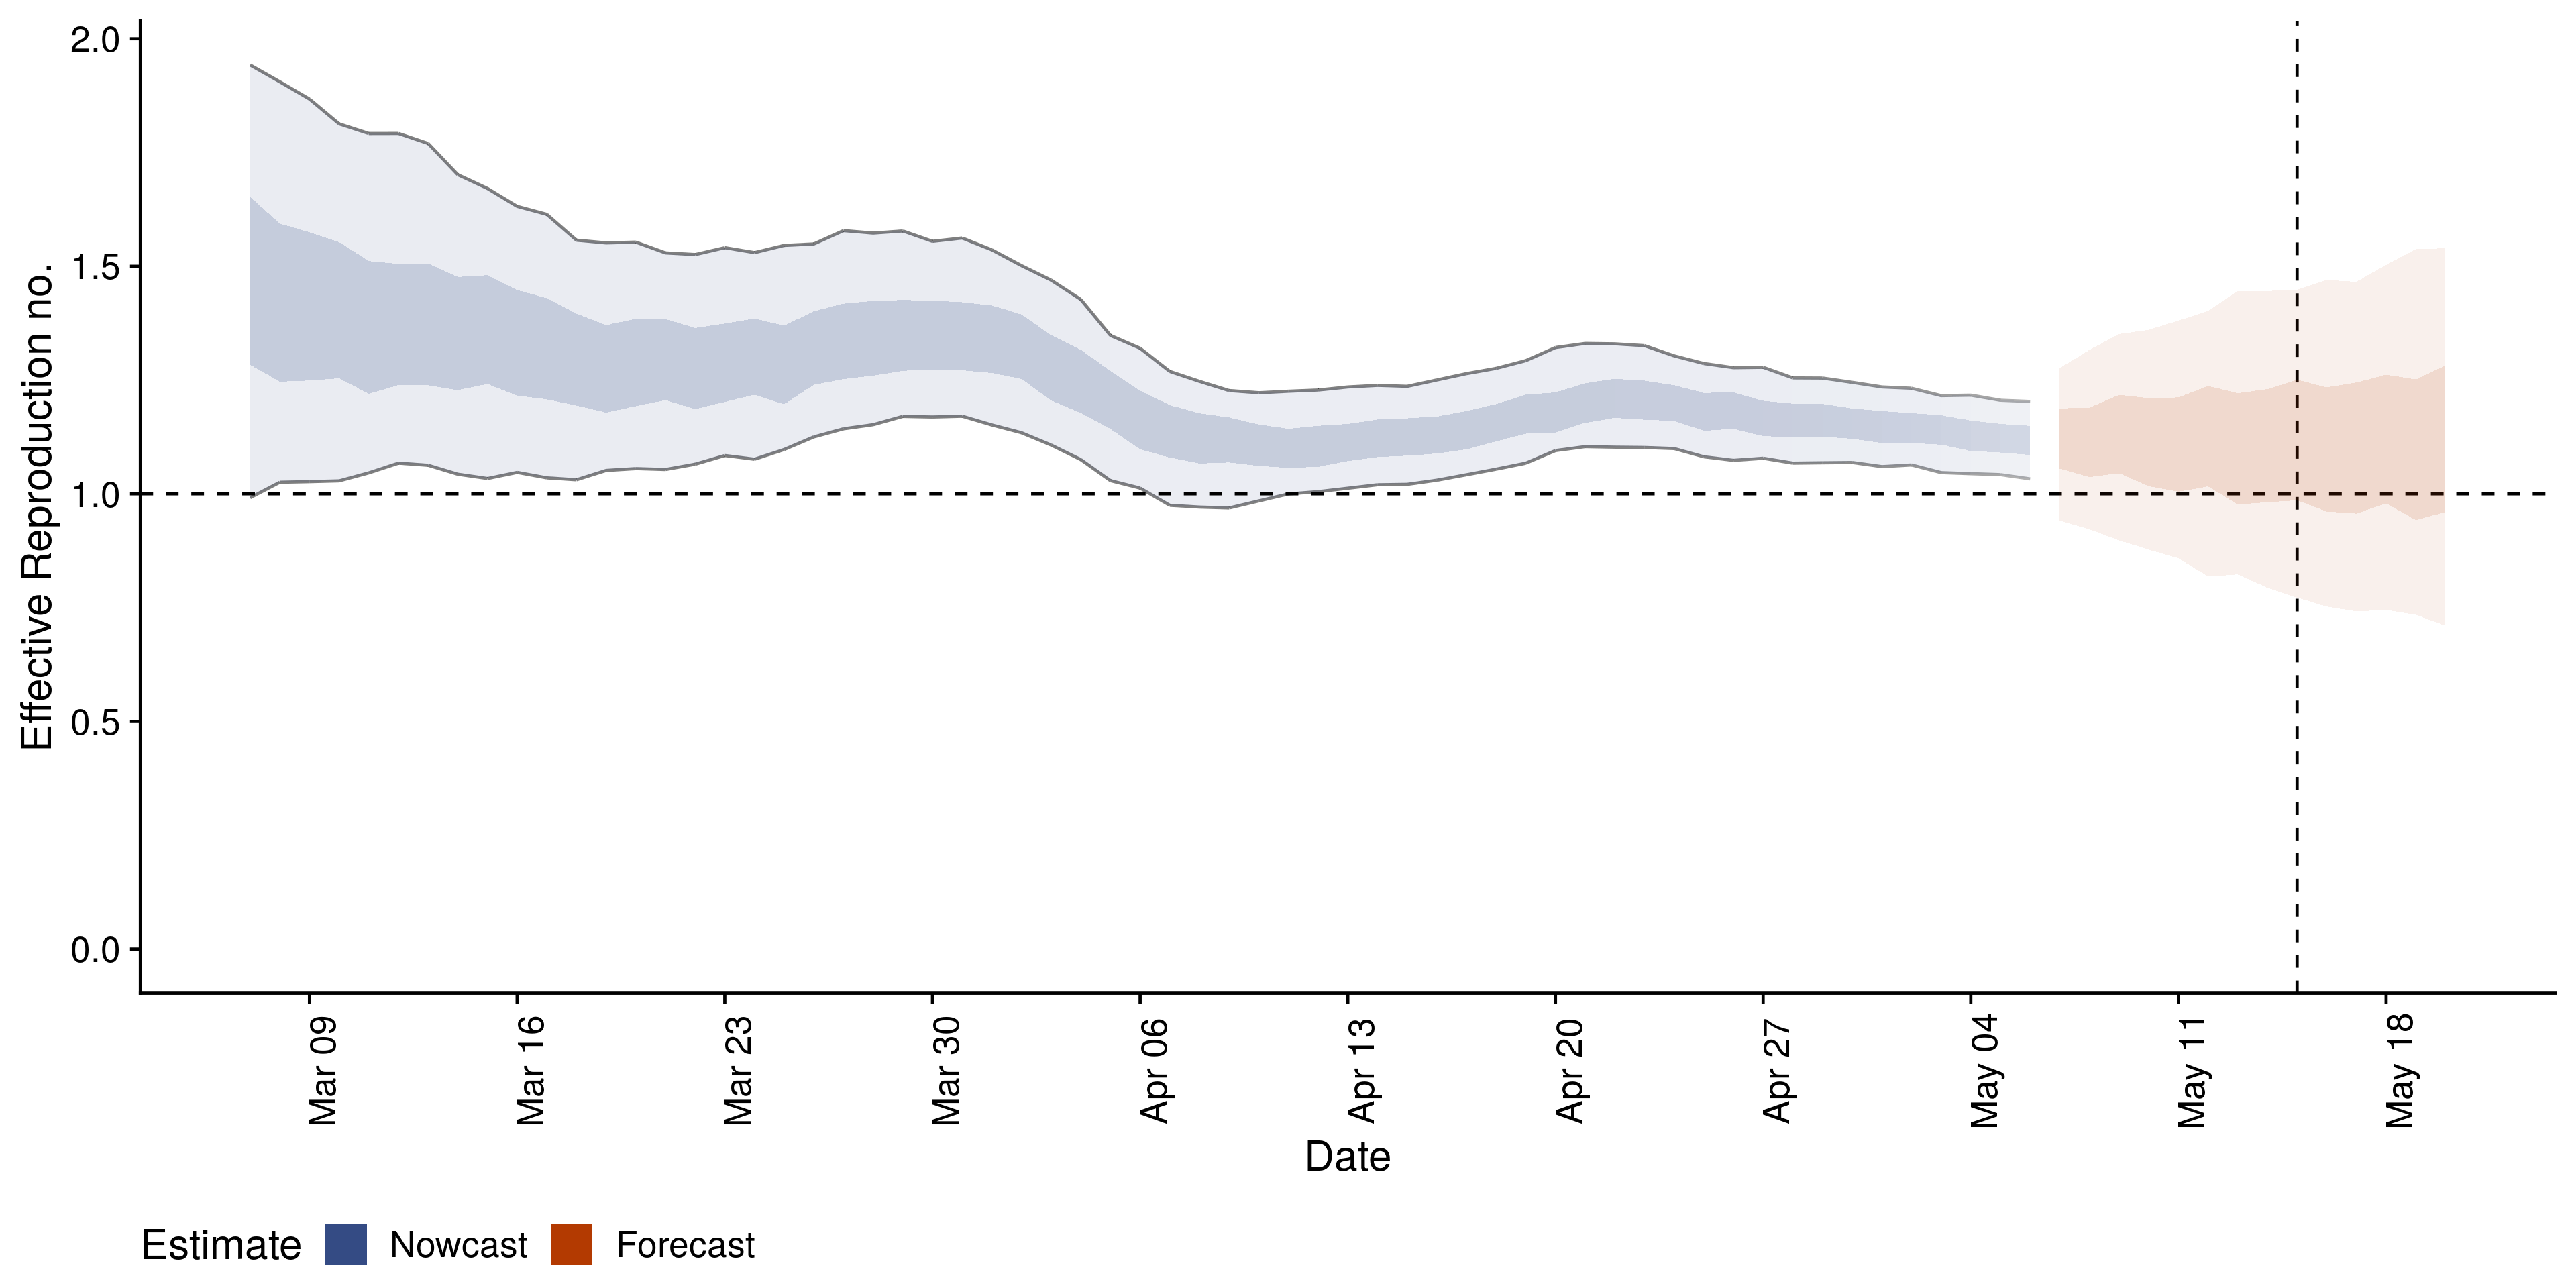 Effective Reproduction no.
2.0
1.5
1.0
0.5
0.0
Mar 09
Mar 16
Mar 23
Mar 30
Apr 06
Apr 13
Apr 20
Apr 27
May 04
May 11
May 18
Date
Estimate Nowcast Forecast